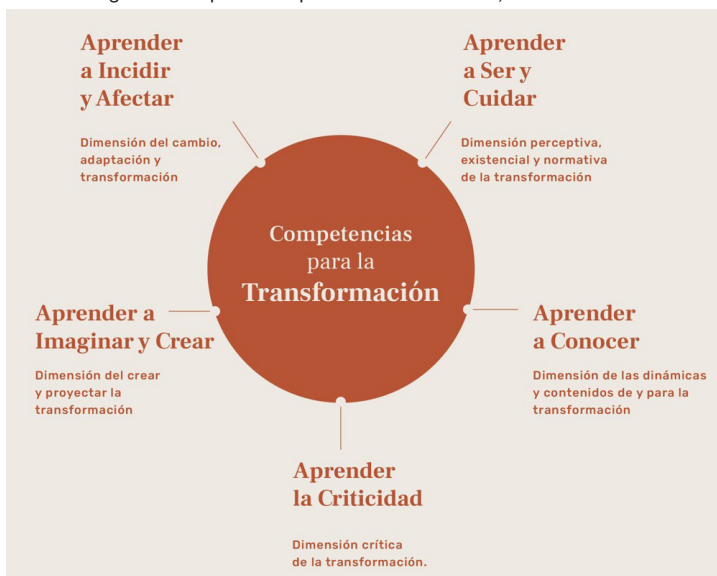 Aprender
a Incidir
y Afectar
Dimensión del cambio,
adaptación y
transformación
Aprender
a Ser y
Cuidar
Dimensión perceptiva,
existencial y normativa
de la transformación
Competencias
para la
Transformación
Aprender a
Imaginar y Crear
Dimensión del crear
y proyectar la
transformación
Aprender
a Conocer
Dimensión de las dinámicas
y contenidos de y para la
transformación
Aprender
la Criticidad
Dimensión crítica
de la transformación.